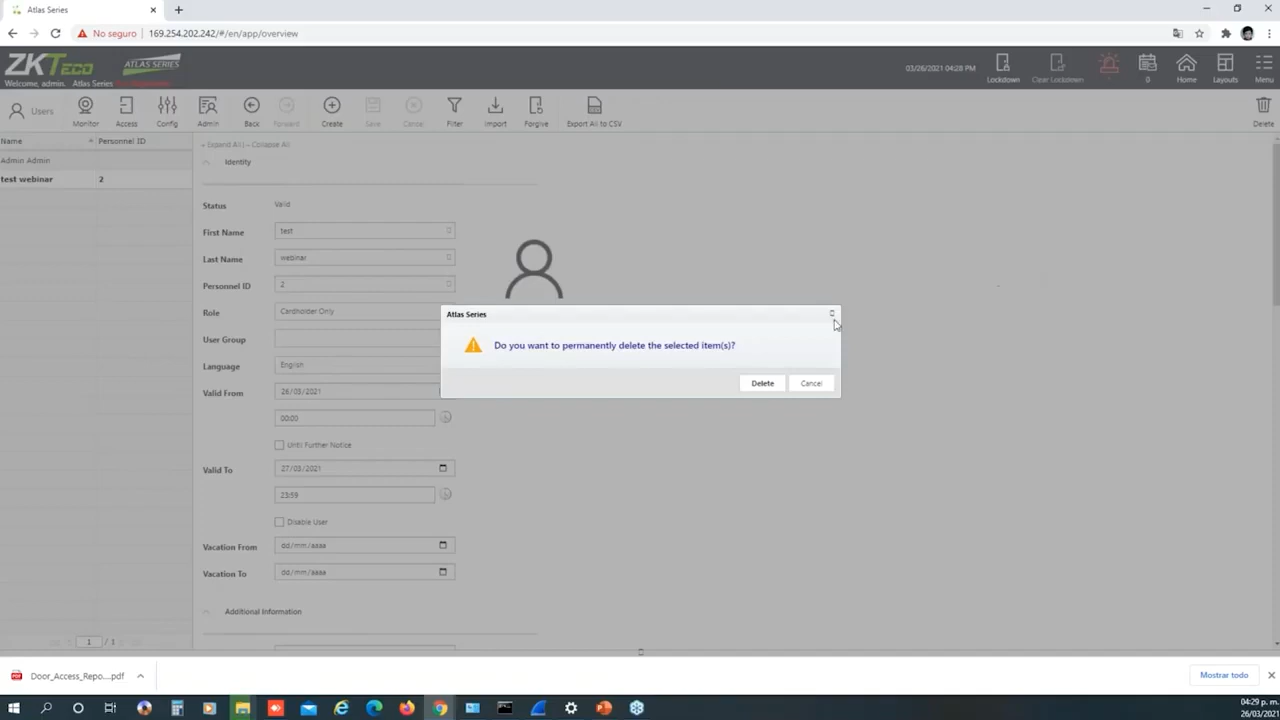 Atlas Series
No seguro 169.254.202.242/#/en/app/overview
ZKTeco ATLAS SERIES
Welcome, admin. Atlas Series
03/26/2021 04:28 PM Lockdown Clear Lockdown 0 Home Layouts Menu
Users Monitor Access Config Admin Back Forward Create Save Cancel Filter Import Forgive Export All to CSV Delete
Name Personnel ID
+ Expand All | – Collapse All
Admin Admin
Identity
test webinar 2
Status Valid
First Name test
Last Name webinar
Personnel ID 2
Role Cardholder Only
User Group
Language English
Valid From 26/03/2021
00:00
Until Further Notice
Valid To 27/03/2021
23:59
Disable User
Vacation From dd/mm/aaaa
Vacation To dd/mm/aaaa
Additional Information
Atlas Series
Do you want to permanently delete the selected item(s)?
Delete Cancel
1 / 1
Door_Access_Repo....pdf
Mostrar todo
04:29 p. m.
26/03/2021